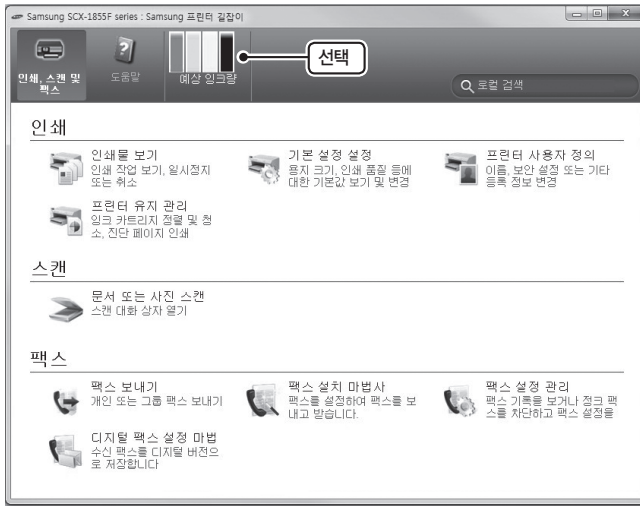 Samsung SCX-1855F series : Samsung 프린터 길잡이
인쇄, 스캔 및
팩스
도움말
예상 잉크량
선택
로컬 검색
인쇄
인쇄물 보기
인쇄 작업 보기, 일시정지
또는 취소
기본 설정 설정
용지 크기, 인쇄 품질 등에
대한 기본값 보기 및 변경
프린터 사용자 정의
이름, 보안 설정 또는 기타
등록 정보 변경
프린터 유지 관리
잉크 카트리지 정렬 및 청
소, 진단 페이지 인쇄
스캔
문서 또는 사진 스캔
스캔 대화 상자 열기
팩스
팩스 보내기
개인 또는 그룹 팩스 보내기
팩스 설치 마법사
팩스를 설정하여 팩스를 보
내고 받습니다.
팩스 설정 관리
팩스 기록을 보거나 정크 팩
스를 차단하고 팩스 설정을
디지털 팩스 설정 마법
수신 팩스를 디지털 버전으
로 저장합니다